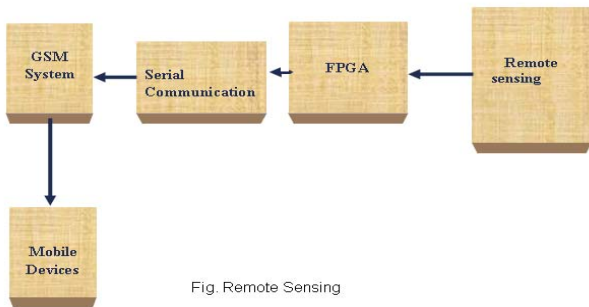 GSM
System
Serial
Communication
FPGA
Remote
sensing
Mobile
Devices
Fig. Remote Sensing